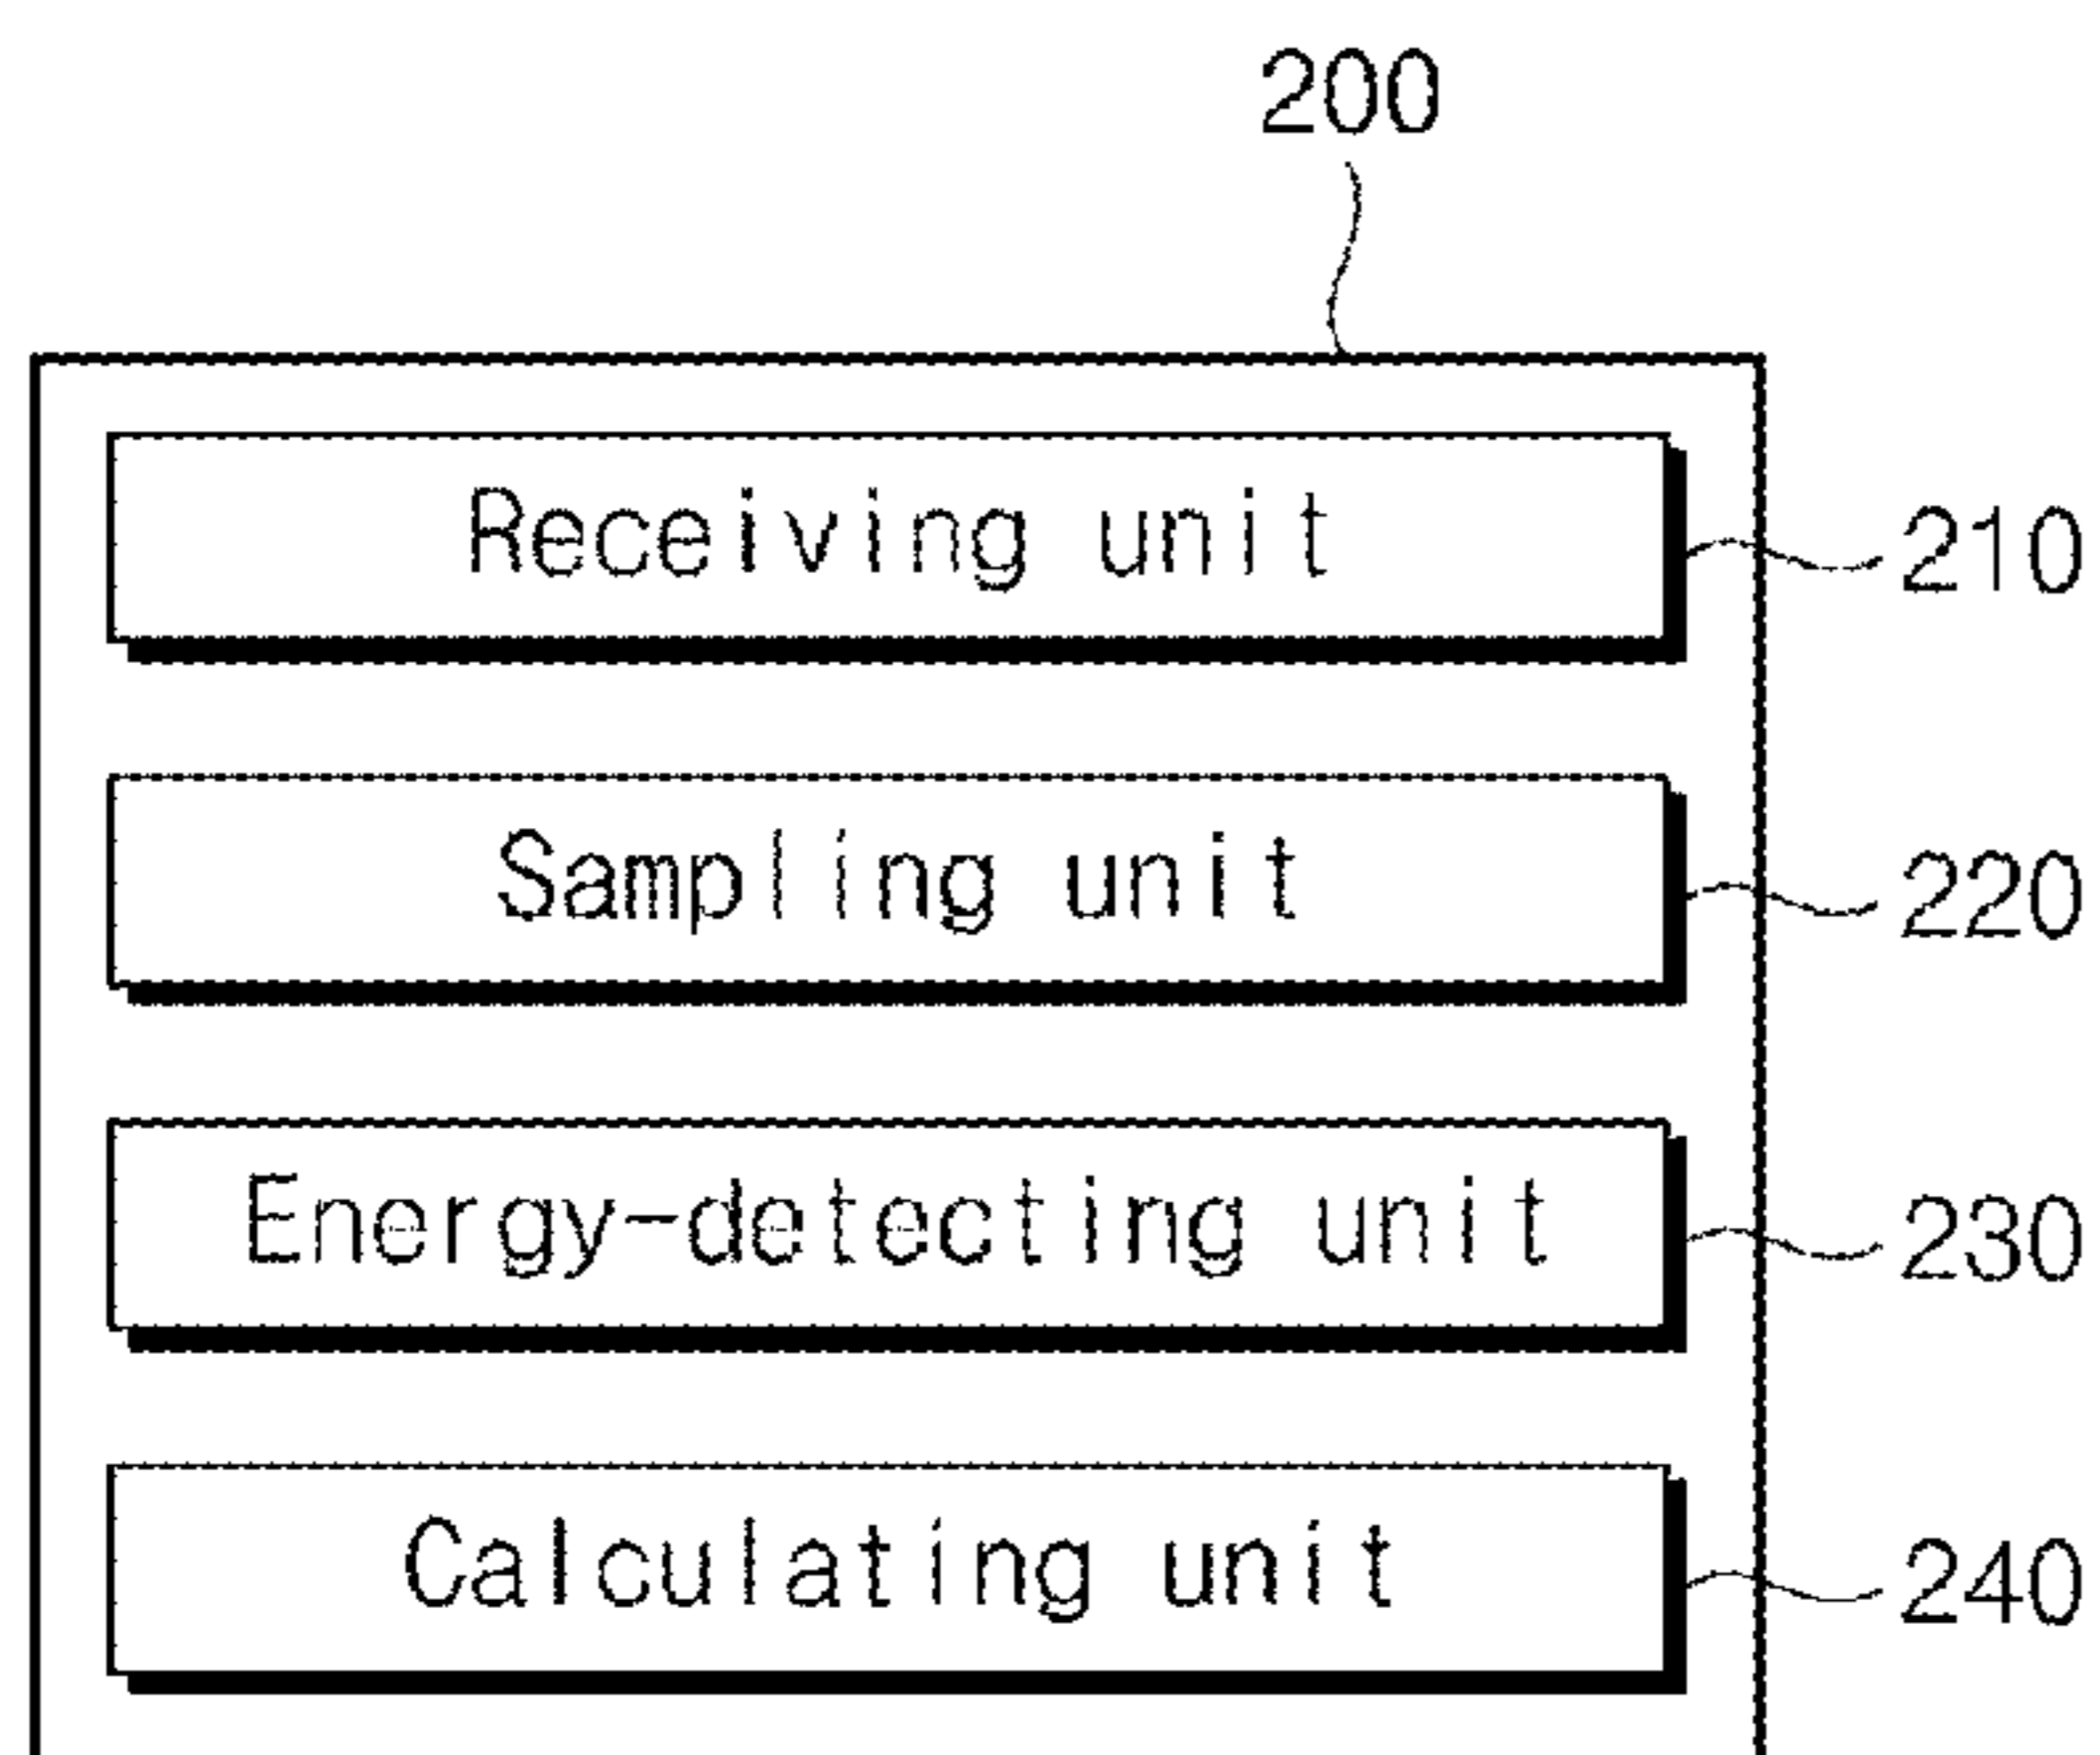 200
Receiving unit 210
Sampling unit 220
Energy-detecting unit 230
Calculating unit 240